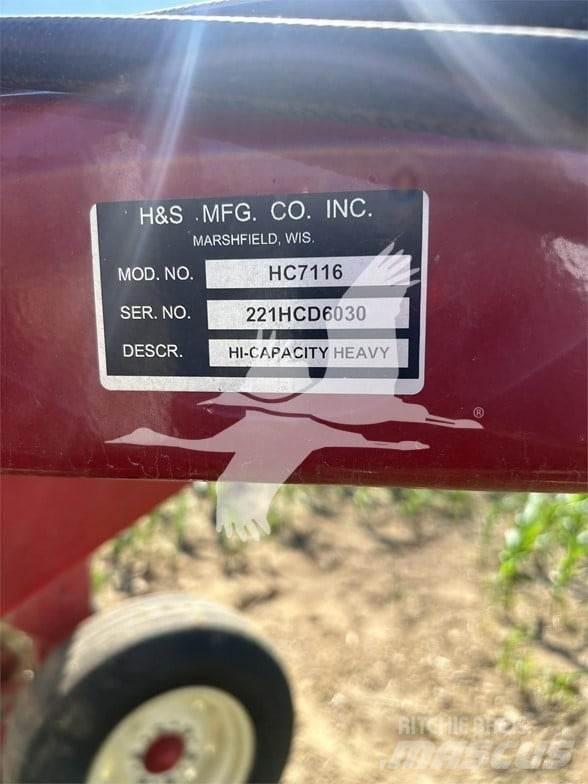 H&S .MFG. CO. INC.
MARSHFIELD, WIS.
MOD. NO. HC7116
SER. NO. 221HCD6030
DESCR. HI-CAPACITY HEAVY
®
RITCHIE BROS.
MASCUS